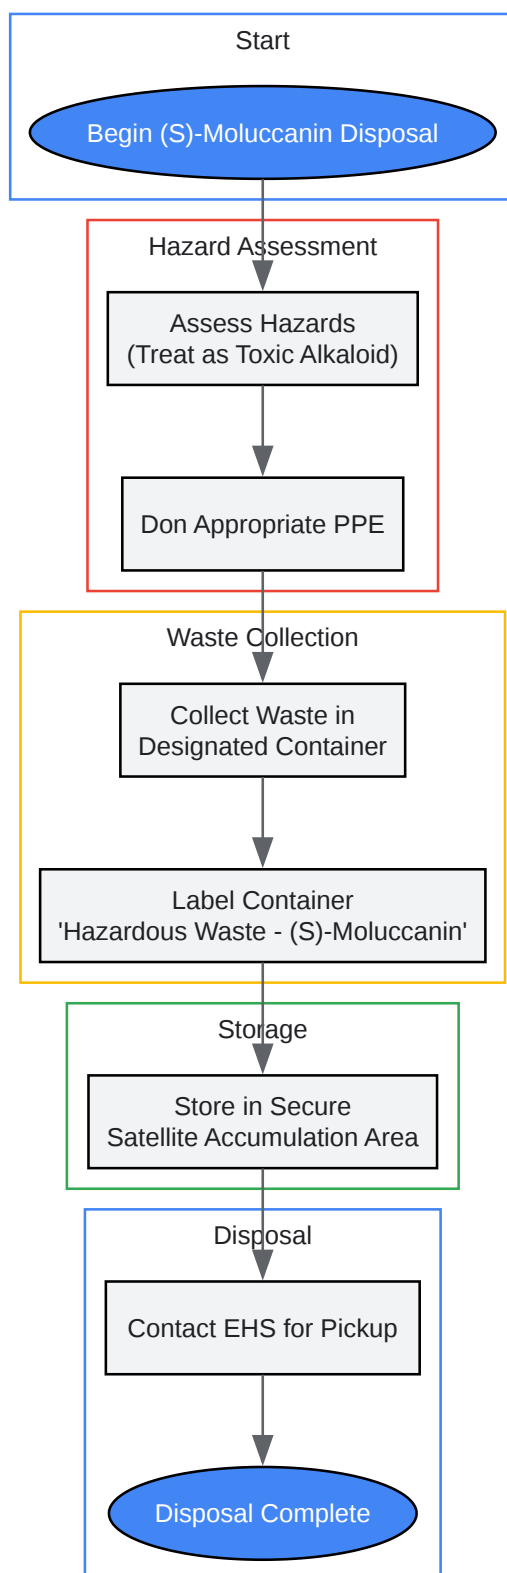 Start
Begin (S)-Moluccanin Disposal
Hazard Assessment
Assess Hazards
(Treat as Toxic Alkaloid)
Don Appropriate PPE
Waste Collection
Collect Waste in
Designated Container
Label Container
'Hazardous Waste - (S)-Moluccanin'
Storage
Store in Secure
Satellite Accumulation Area
Disposal
Contact EHS for Pickup
Disposal Complete